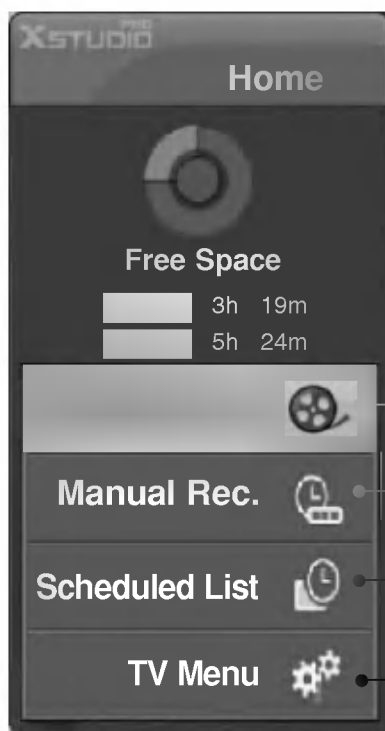 XSTUDIO PRO
Home
Free Space
3h 19m
5h 24m
Manual Rec.
Scheduled List
TV Menu